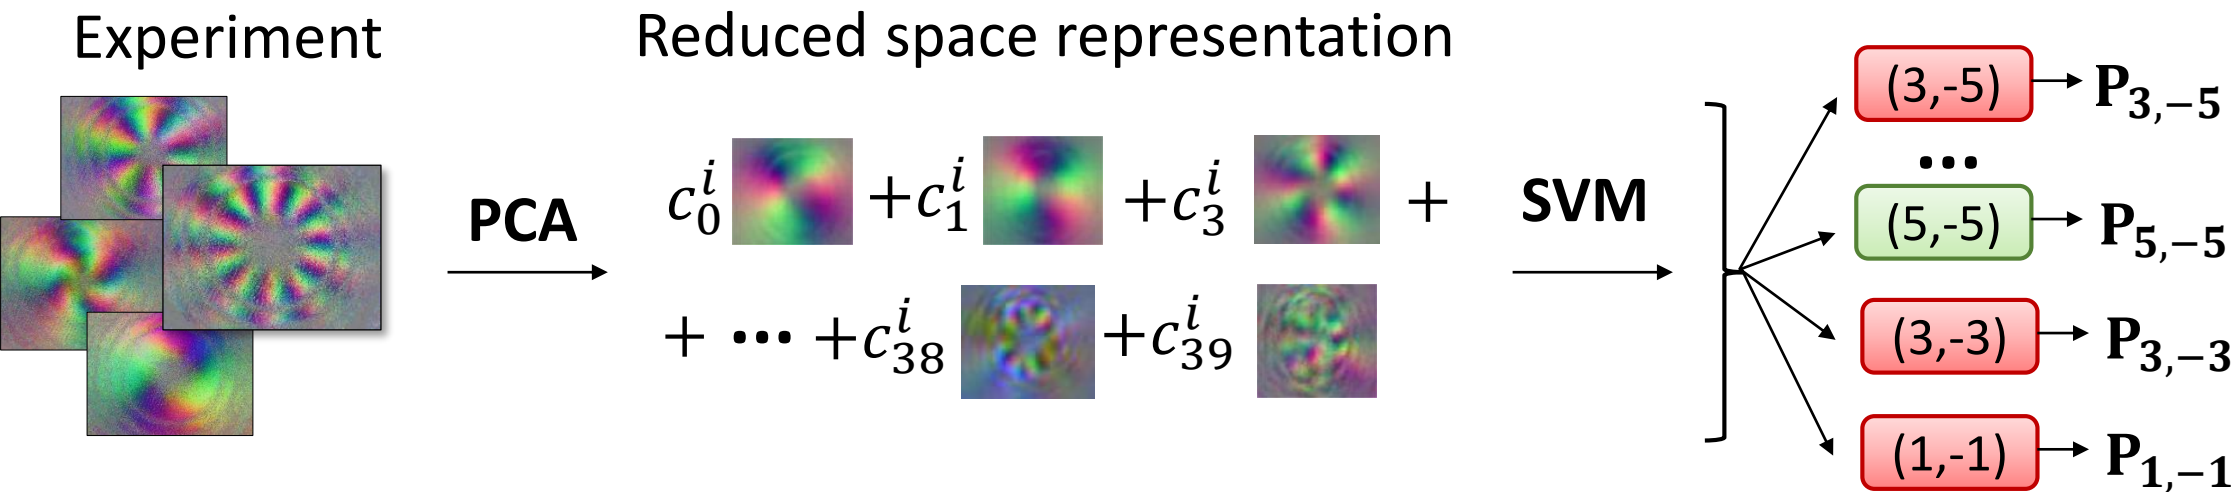 Experiment
Reduced space representation
PCA
c_0^i +c_1^i +c_3^i +
+ ••• +c_38^i +c_39^i
SVM
(3,-5) P_3,−5
•••
(5,-5) P_5,−5
(3,-3) P_3,−3
(1,-1) P_1,−1